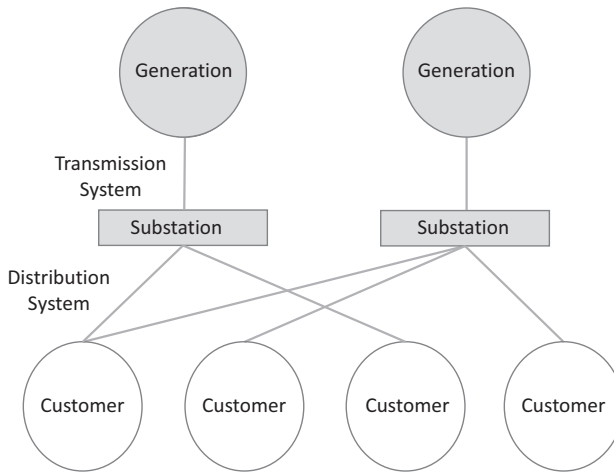 Generation
Generation
Transmission
System
Substation
Substation
Distribution
System
Customer
Customer
Customer
Customer